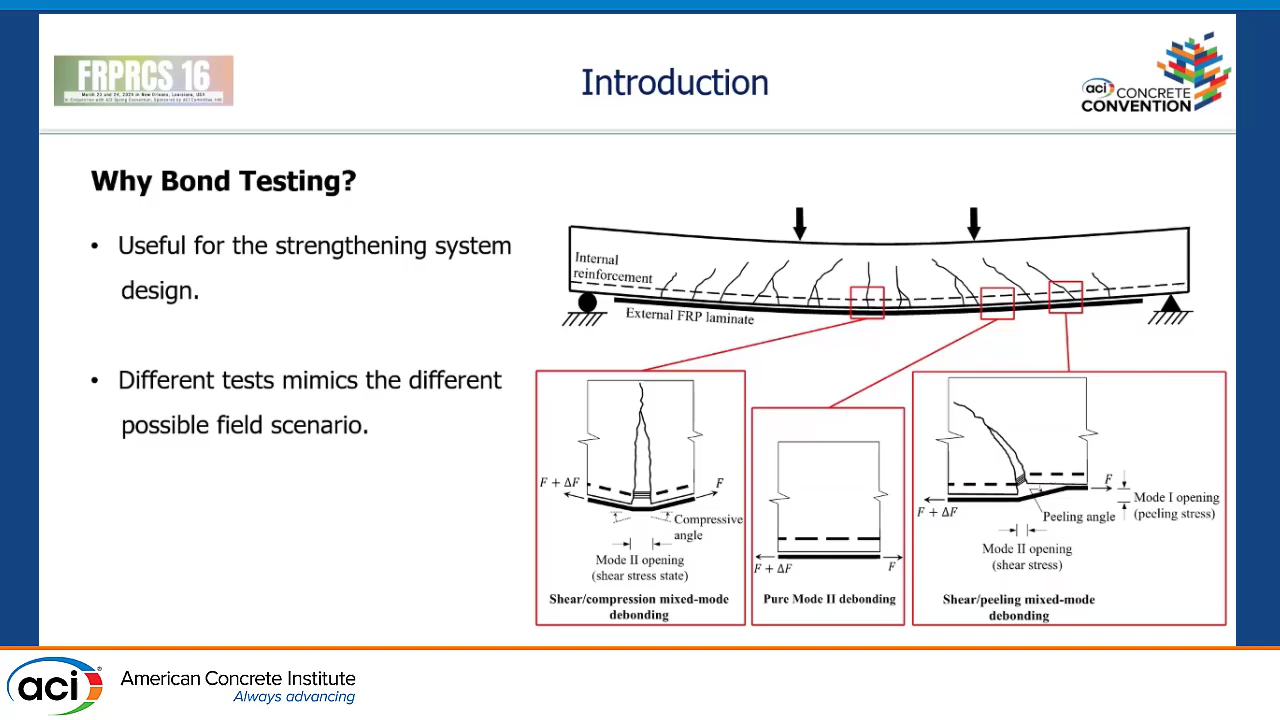 FRPRCS 16
Introduction
aci CONCRETE
CONVENTION
Why Bond Testing?
• Useful for the strengthening system
design.
• Different tests mimics the different
possible field scenario.
Internal
reinforcement
External FRP laminate
F + ΔF
F
Compressive
angle
Mode II opening
(shear stress state)
Shear/compression mixed-mode
debonding
F + ΔF
F
Pure Mode II debonding
F
F + ΔF
Mode I opening
(peeling stress)
Peeling angle
Mode II opening
(shear stress)
Shear/peeling mixed-mode
debonding
aci
American Concrete Institute
Always advancing